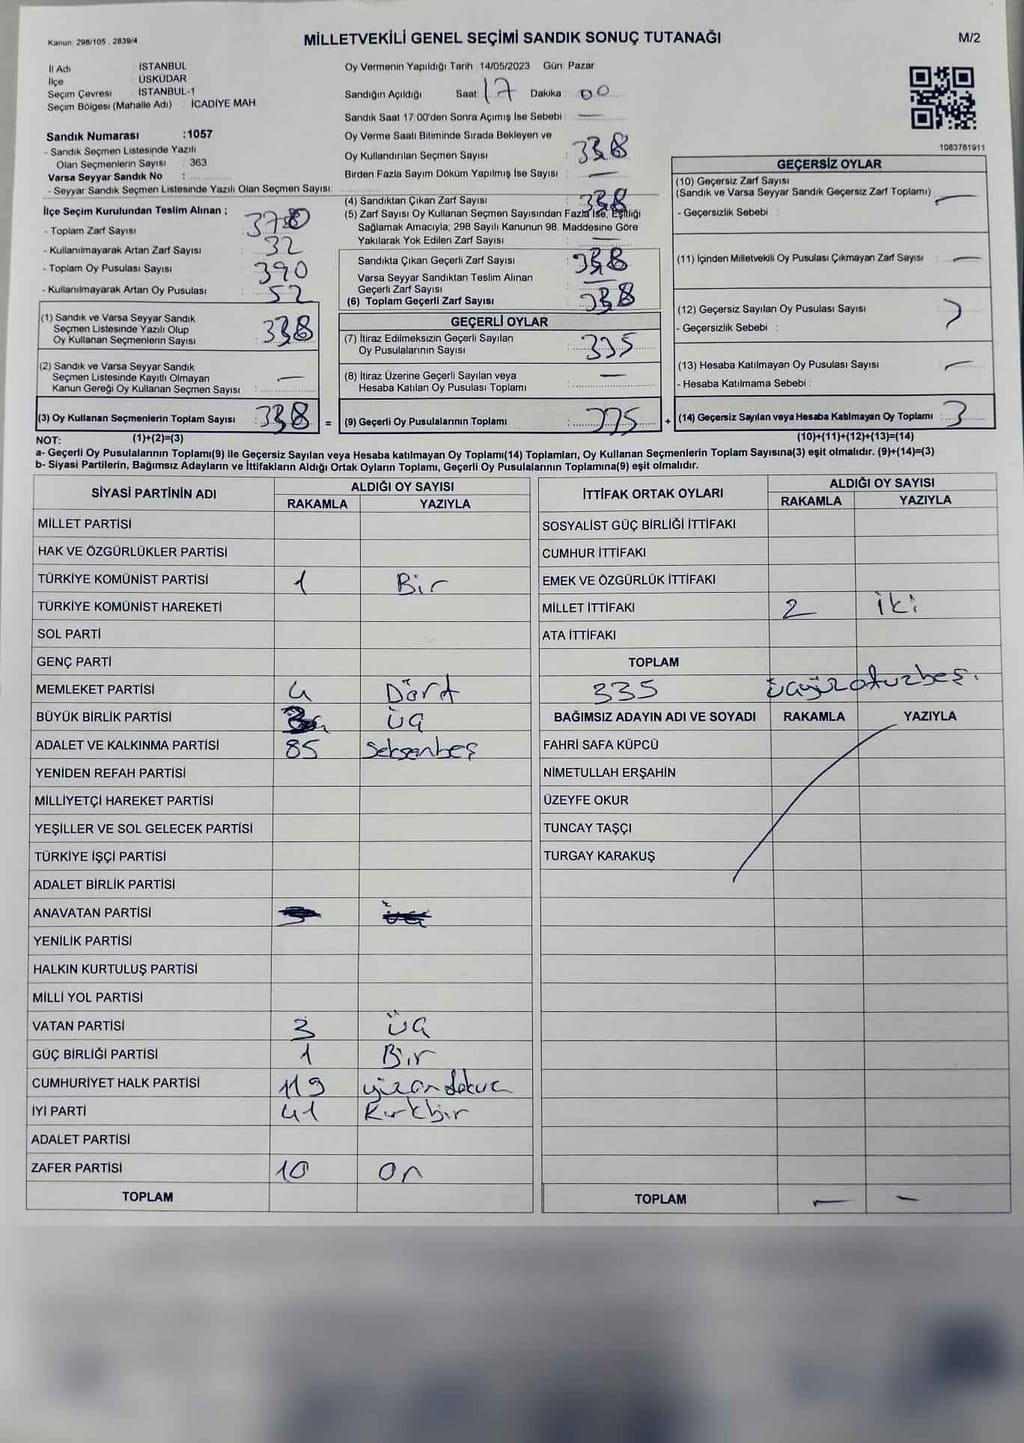 Kanun: 298/105 , 2839/4
MİLLETVEKİLİ GENEL SEÇİMİ SANDIK SONUÇ TUTANAĞI
M/2
İl Adı İSTANBUL
İlçe ÜSKÜDAR
Seçim Çevresi İSTANBUL-1
Seçim Bölgesi (Mahalle Adı) İCADİYE MAH
Sandık Numarası :1057
- Sandık Seçmen Listesinde Yazılı
Olan Seçmenlerin Sayısı : 363
Varsa Seyyar Sandık No :
- Seyyar Sandık Seçmen Listesinde Yazılı Olan Seçmen Sayısı:
İlçe Seçim Kurulundan Teslim Alınan ;
- Toplam Zarf Sayısı
- Kullanılmayarak Artan Zarf Sayısı 32
- Toplam Oy Pusulası Sayısı 390
- Kullanılmayarak Artan Oy Pusulası 52
(1) Sandık ve Varsa Seyyar Sandık
Seçmen Listesinde Yazılı Olup
Oy Kullanan Seçmenlerin Sayısı 338
(2) Sandık ve Varsa Seyyar Sandık
Seçmen Listesinde Kayıtlı Olmayan
Kanun Gereği Oy Kullanan Seçmen Sayısı : —
(3) Oy Kullanan Seçmenlerin Toplam Sayısı 338 =
(1)+(2)=(3)
Oy Vermenin Yapıldığı Tarih 14/05/2023 Gün: Pazar
Sandığın Açıldığı Saat 17 Dakika 00
Sandık Saat 17.00'den Sonra Açımış İse Sebebi : —
Oy Verme Saati Bitiminde Sırada Bekleyen ve
Oy Kullandırılan Seçmen Sayısı : 338
Birden Fazla Sayım Döküm Yapılmış İse Sayısı : —
(4) Sandıktan Çıkan Zarf Sayısı 338
(5) Zarf Sayısı Oy Kullanan Seçmen Sayısından Fazla İse, Eşitliği
Sağlamak Amacıyla; 298 Sayılı Kanunun 98. Maddesine Göre
Yakılarak Yok Edilen Zarf Sayısı : —
Sandıkta Çıkan Geçerli Zarf Sayısı 338
Varsa Seyyar Sandıktan Teslim Alınan
Geçerli Zarf Sayısı : —
(6) Toplam Geçerli Zarf Sayısı 338
GEÇERLİ OYLAR
(7) İtiraz Edilmeksizin Geçerli Sayılan
Oy Pusulalarının Sayısı : 335
(8) İtiraz Üzerine Geçerli Sayılan veya
Hesaba Katılan Oy Pusulası Toplamı : —
(9) Geçerli Oy Pusulalarının Toplamı : 335 +
1083781911
GEÇERSİZ OYLAR
(10) Geçersiz Zarf Sayısı
(Sandık ve Varsa Seyyar Sandık Geçersiz Zarf Toplamı) —
- Geçersizlik Sebebi :
(11) İçinden Milletvekili Oy Pusulası Çıkmayan Zarf Sayısı —
(12) Geçersiz Sayılan Oy Pusulası Sayısı
- Geçersizlik Sebebi :
(13) Hesaba Katılmayan Oy Pusulası Sayısı —
- Hesaba Katılmama Sebebi :
(14) Geçersiz Sayılan veya Hesaba Katılmayan Oy Toplamı : 3
(10)+(11)+(12)+(13)=(14)
NOT:
a- Geçerli Oy Pusulalarının Toplamı(9) ile Geçersiz Sayılan veya Hesaba katılmayan Oy Toplamı(14) Toplamları, Oy Kullanan Seçmenlerin Toplam Sayısına(3) eşit olmalıdır. (9)+(14)=(3)
b- Siyasi Partilerin, Bağımsız Adayların ve İttifakların Aldığı Ortak Oyların Toplamı, Geçerli Oy Pusulalarının Toplamına(9) eşit olmalıdır.
SİYASİ PARTİNİN ADI ALDIĞI OY SAYISI
RAKAMLA YAZIYLA
MİLLET PARTİSİ
HAK VE ÖZGÜRLÜKLER PARTİSİ
TÜRKİYE KOMÜNİST PARTİSİ 1 Bir
TÜRKİYE KOMÜNİST HAREKETİ
SOL PARTİ
GENÇ PARTİ
MEMLEKET PARTİSİ 4 Dört
BÜYÜK BİRLİK PARTİSİ üç
ADALET VE KALKINMA PARTİSİ 85 Seksenbeş
YENİDEN REFAH PARTİSİ
MİLLİYETÇİ HAREKET PARTİSİ
YEŞİLLER VE SOL GELECEK PARTİSİ
TÜRKİYE İŞÇİ PARTİSİ
ADALET BİRLİK PARTİSİ
ANAVATAN PARTİSİ
YENİLİK PARTİSİ
HALKIN KURTULUŞ PARTİSİ
MİLLİ YOL PARTİSİ
VATAN PARTİSİ 3 üç
GÜÇ BİRLİĞİ PARTİSİ 1 Bir
CUMHURİYET HALK PARTİSİ 119 yüzondokuz
İYİ PARTİ 41 Kırkbir
ADALET PARTİSİ
ZAFER PARTİSİ 10 On
TOPLAM
İTTİFAK ORTAK OYLARI ALDIĞI OY SAYISI
RAKAMLA YAZIYLA
SOSYALİST GÜÇ BİRLİĞİ İTTİFAKI
CUMHUR İTTİFAKI
EMEK VE ÖZGÜRLÜK İTTİFAKI
MİLLET İTTİFAKI 2 İki
ATA İTTİFAKI
TOPLAM
335 üçyüzotuzbeş.
BAĞIMSIZ ADAYIN ADI VE SOYADI RAKAMLA YAZIYLA
FAHRİ SAFA KÜPCÜ
NİMETULLAH ERŞAHİN
ÜZEYFE OKUR
TUNCAY TAŞÇI
TURGAY KARAKUŞ
TOPLAM — —